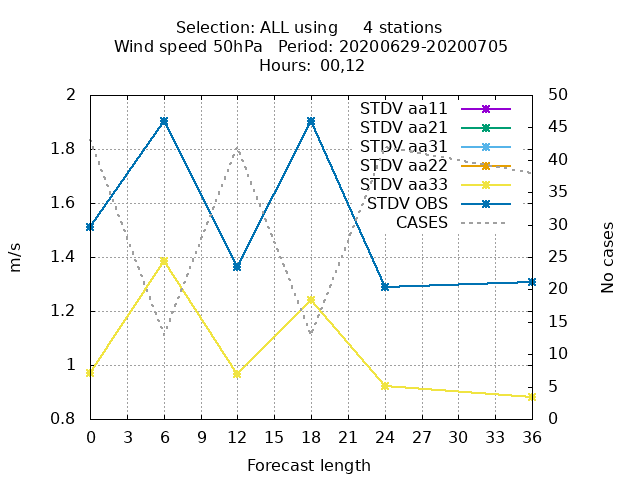 Selection: ALL using     4 stations
Wind speed 50hPa   Period: 20200629-20200705
Hours: 00,12
m/s
2
1.8
1.6
1.4
1.2
1
0.8
STDV aa11
STDV aa21
STDV aa31
STDV aa22
STDV aa33
STDV OBS
CASES
50
45
40
35
30
25
20
15
10
5
0
No cases
0 3 6 9 12 15 18 21 24 27 30 33 36
Forecast length